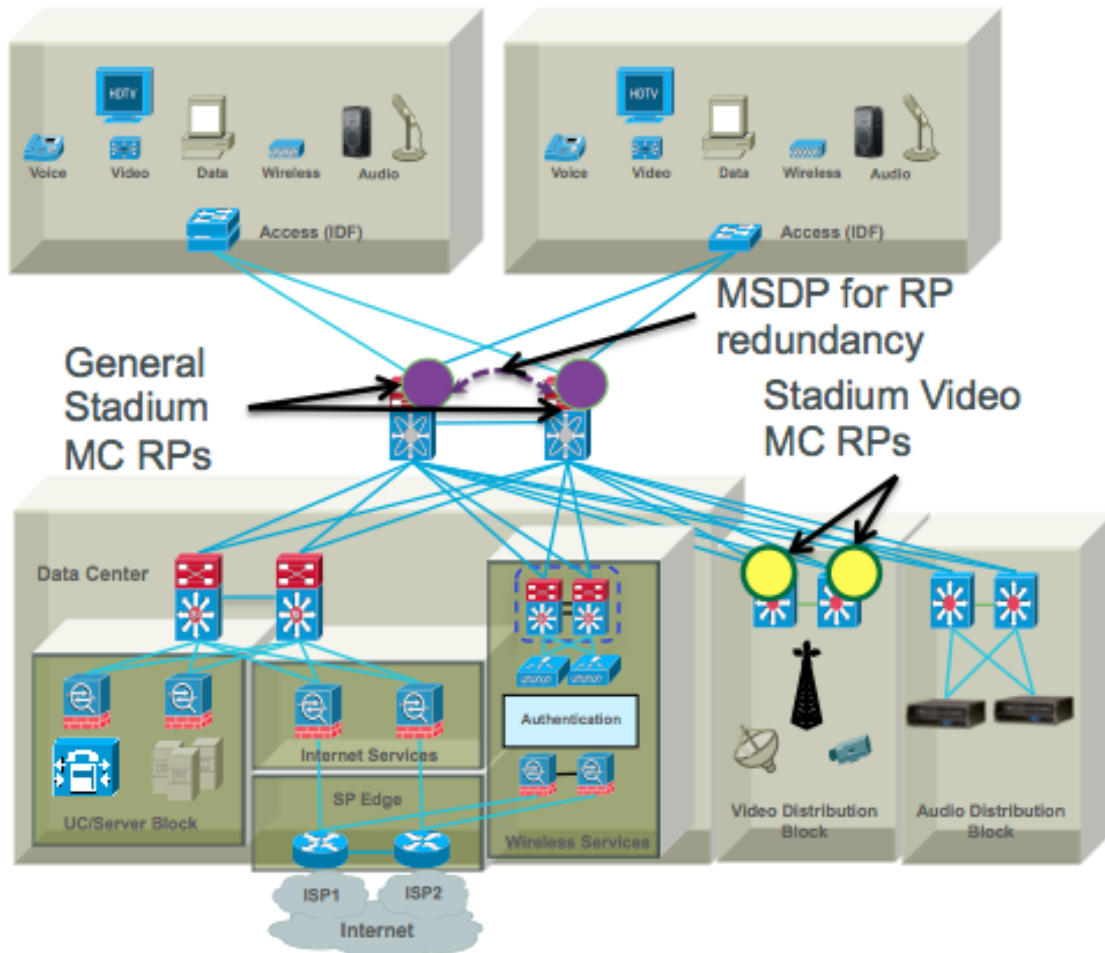 HDTV
Voice
Video
Data
Wireless
Audio
Access (IDF)
HDTV
Voice
Video
Data
Wireless
Audio
Access (IDF)
MSDP for RP
redundancy
General
Stadium
MC RPs
Stadium Video
MC RPs
Data Center
Authentication
Internet Services
SP Edge
UC/Server Block
Wireless Services
Video Distribution
Block
Audio Distribution
Block
ISP1
ISP2
Internet